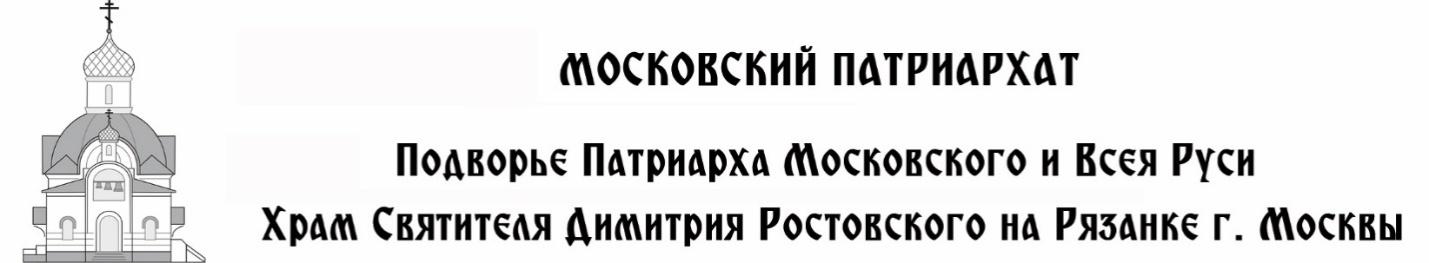 МОСКОВСКИЙ ПАТРИАРХАТ
Подворье Патриарха Московского и Всея Руси
Храм Святителя Димитрия Ростовского на Рязанке г. Москвы